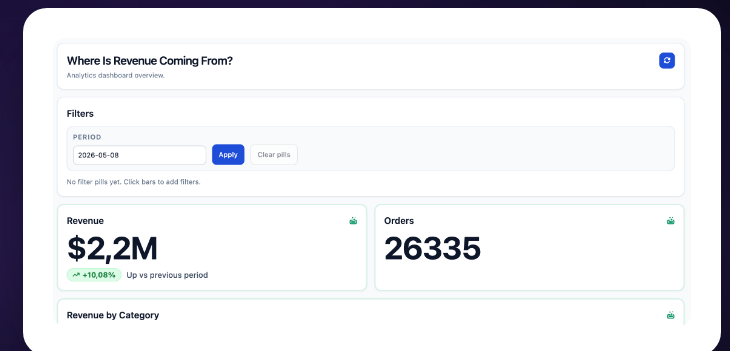 Where Is Revenue Coming From?
Analytics dashboard overview.
Filters
PERIOD
2026-05-08
Apply
Clear pills
No filter pills yet. Click bars to add filters.
Revenue
$2,2M
+10,08%
Up vs previous period
Orders
26335
Revenue by Category